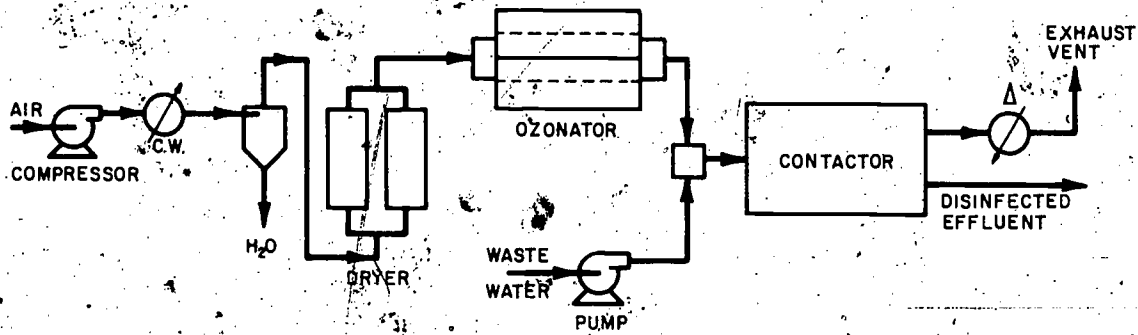 AIR
COMPRESSOR
C.W.
H₂O
DRYER
OZONATOR
WASTE
WATER
PUMP
CONTACTOR
Δ
EXHAUST
VENT
DISINFECTED
EFFLUENT